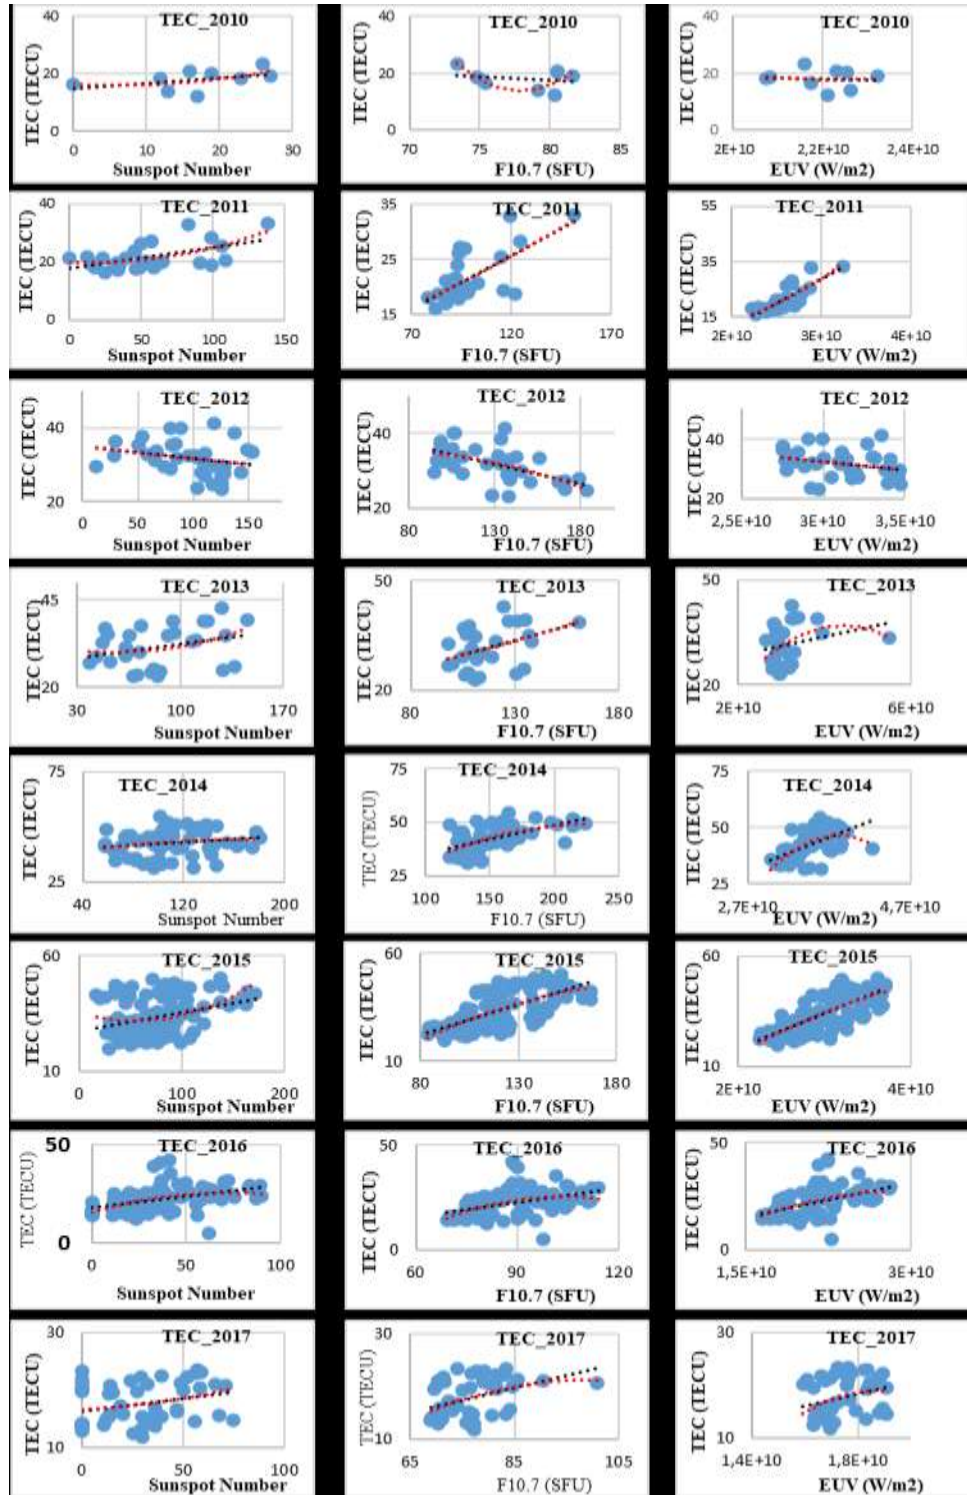 TEC_2010
40
20
0
0
10
20
30
TEC (TECU)
Sunspot Number
TEC_2010
40
20
0
70
75
80
85
TEC (TECU)
F10.7 (SFU)
TEC_2010
40
20
0
2E+10
2,2E+10
2,4E+10
TEC (TECU)
EUV (W/m2)
TEC_2011
40
20
0
0
50
100
150
TEC (TECU)
Sunspot Number
TEC_2011
35
25
15
70
120
170
TEC (TECU)
F10.7 (SFU)
TEC_2011
55
35
15
2E+10
3E+10
4E+10
TEC (TECU)
EUV (W/m2)
TEC_2012
40
20
0
50
100
150
TEC (TECU)
Sunspot Number
TEC_2012
40
20
80
130
180
TEC (TECU)
F10.7 (SFU)
TEC_2012
40
20
2,5E+10
3E+10
3,5E+10
TEC (TECU)
EUV (W/m2)
TEC_2013
45
20
30
100
170
TEC (TECU)
Sunspot Number
TEC_2013
50
20
80
130
180
TEC (TECU)
F10.7 (SFU)
TEC_2013
50
20
2E+10
6E+10
TEC (TECU)
EUV (W/m2)
TEC_2014
75
25
40
120
200
TEC (TECU)
Sunspot Number
TEC_2014
75
50
25
100
150
200
250
TEC (TECU)
F10.7 (SFU)
TEC_2014
75
50
25
2,7E+10
4,7E+10
TEC (TECU)
EUV (W/m2)
TEC_2015
60
10
0
100
200
TEC (TECU)
Sunspot Number
TEC_2015
60
10
80
130
180
TEC (TECU)
F10.7 (SFU)
TEC_2015
60
10
2E+10
4E+10
TEC (TECU)
EUV (W/m2)
TEC_2016
50
0
0
50
100
TEC (TECU)
Sunspot Number
TEC_2016
50
25
0
60
90
120
TEC (TECU)
F10.7 (SFU)
TEC_2016
50
25
0
1,5E+10
3E+10
TEC (TECU)
EUV (W/m2)
TEC_2017
30
10
0
50
100
TEC (TECU)
Sunspot Number
TEC_2017
30
10
65
85
105
TEC (TECU)
F10.7 (SFU)
TEC_2017
30
10
1,4E+10
1,8E+10
TEC (TECU)
EUV (W/m2)